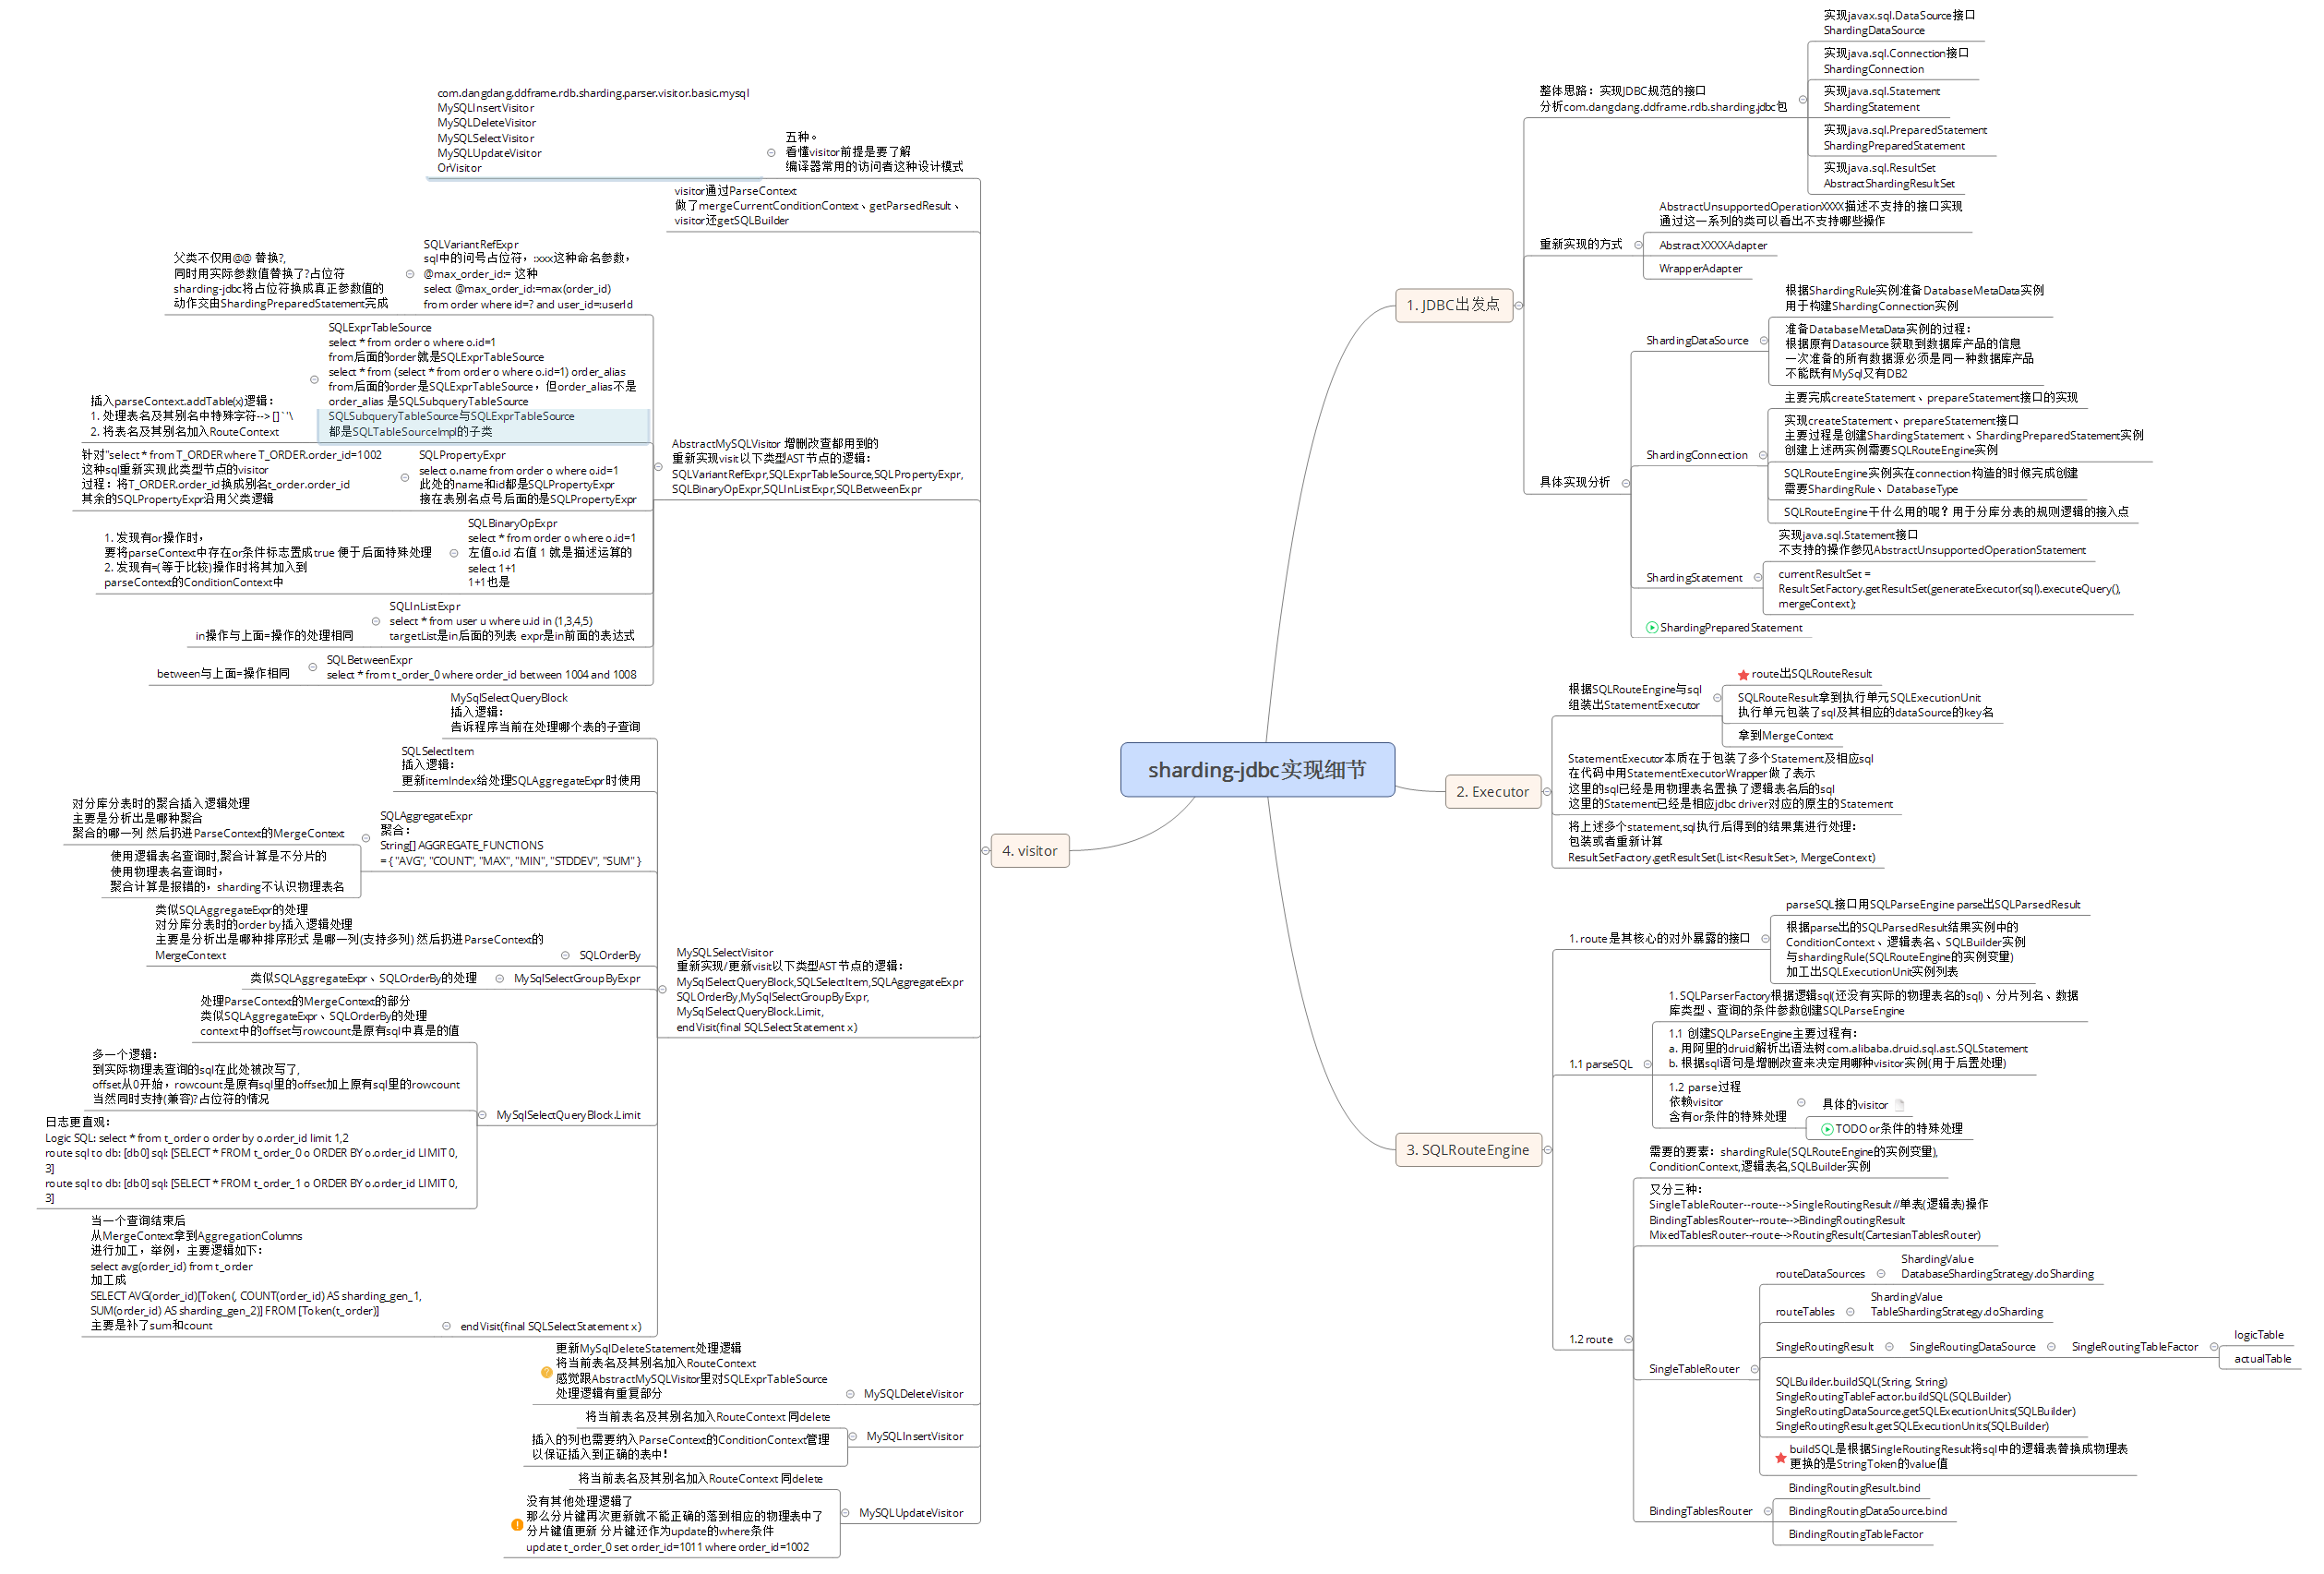 sharding-jdbc实现细节
1. JDBC出发点
整体思路：实现JDBC规范的接口
分析com.dangdang.ddframe.rdb.sharding.jdbc包
实现javax.sql.DataSource接口
ShardingDataSource
实现java.sql.Connection接口
ShardingConnection
实现java.sql.Statement
ShardingStatement
实现java.sql.PreparedStatement
ShardingPreparedStatement
实现java.sql.ResultSet
AbstractShardingResultSet
重新实现的方式
AbstractUnsupportedOperationXXXX描述不支持的接口实现
通过这一系列的类可以看出不支持哪些操作
AbstractXXXXAdapter
WrapperAdapter
具体实现分析
ShardingDataSource
根据ShardingRule实例准备DatabaseMetaData实例
用于构建ShardingConnection实例
准备DatabaseMetaData实例的过程：
根据原有Datasource获取到数据库产品的信息
一次准备的所有数据源必须是同一种数据库产品
不能既有MySql又有DB2
ShardingConnection
主要完成createStatement、prepareStatement接口的实现
实现createStatement、prepareStatement接口
主要过程是创建ShardingStatement、ShardingPreparedStatement实例
创建上述两实例需要SQLRouteEngine实例
SQLRouteEngine实例实在connection构造的时候完成创建
需要ShardingRule、DatabaseType
SQLRouteEngine干什么用的呢？用于分库分表的规则逻辑的接入点
ShardingStatement
实现java.sql.Statement接口
不支持的操作参见AbstractUnsupportedOperationStatement
currentResultSet =
ResultSetFactory.getResultSet(generateExecutor(sql).executeQuery(),
mergeContext);
ShardingPreparedStatement
2. Executor
根据SQLRouteEngine与sql
组装出StatementExecutor
route出SQLRouteResult
SQLRouteResult拿到执行单元SQLExecutionUnit
执行单元包装了sql及其相应的dataSource的key名
拿到MergeContext
StatementExecutor本质在于包装了多个Statement及相应sql
在代码中用StatementExecutorWrapper做了表示
这里的sql已经是用物理表名置换了逻辑表名后的sql
这里的Statement已经是相应jdbc driver对应的原生的Statement
将上述多个statement,sql执行后得到的结果集进行处理：
包装或者重新计算
ResultSetFactory.getResultSet(List<ResultSet>, MergeContext)
3. SQLRouteEngine
1. route是其核心的对外暴露的接口
parseSQL接口用SQLParseEngine parse出SQLParsedResult
根据parse出的SQLParsedResult结果实例中的
ConditionContext、逻辑表名、SQLBuilder实例
与shardingRule(SQLRouteEngine的实例变量)
加工出SQLExecutionUnit实例列表
1.1 parseSQL
1. SQLParserFactory根据逻辑sql(还没有实际的物理表名的sql)、分片列名、数据
库类型、查询的条件参数创建SQLParseEngine
1.1 创建SQLParseEngine主要过程有：
a. 用阿里的druid解析出语法树com.alibaba.druid.sql.ast.SQLStatement
b. 根据sql语句是增删改查来决定用哪种visitor实例(用于后置处理)
1.2 parse过程
依赖visitor
含有or条件的特殊处理
具体的visitor
TODO or条件的特殊处理
1.2 route
需要的要素：shardingRule(SQLRouteEngine的实例变量),
ConditionContext,逻辑表名,SQLBuilder实例
又分三种：
SingleTableRouter--route-->SingleRoutingResult //单表(逻辑表)操作
BindingTablesRouter--route-->BindingRoutingResult
MixedTablesRouter--route-->RoutingResult(CartesianTablesRouter)
SingleTableRouter
routeDataSources
ShardingValue
DatabaseShardingStrategy.doSharding
routeTables
ShardingValue
TableShardingStrategy.doSharding
SingleRoutingResult
SingleRoutingDataSource
SingleRoutingTableFactor
logicTable
actualTable
SQLBuilder.buildSQL(String, String)
SingleRoutingTableFactor.buildSQL(SQLBuilder)
SingleRoutingDataSource.getSQLExecutionUnits(SQLBuilder)
SingleRoutingResult.getSQLExecutionUnits(SQLBuilder)
buildSQL是根据SingleRoutingResult将sql中的逻辑表替换成物理表
更换的是StringToken的value值
BindingTablesRouter
BindingRoutingResult.bind
BindingRoutingDataSource.bind
BindingRoutingTableFactor
4. visitor
五种。
看懂visitor前提是要了解
编译器常用的访问者这种设计模式
com.dangdang.ddframe.rdb.sharding.parser.visitor.basic.mysql
MySQLInsertVisitor
MySQLDeleteVisitor
MySQLSelectVisitor
MySQLUpdateVisitor
OrVisitor
visitor通过ParseContext
做了mergeCurrentConditionContext、getParsedResult、
visitor还getSQLBuilder
AbstractMySQLVisitor 增删改查都用到的
重新实现visit以下类型AST节点的逻辑：
SQLVariantRefExpr,SQLExprTableSource,SQLPropertyExpr,
SQLBinaryOpExpr,SQLInListExpr,SQLBetweenExpr
SQLVariantRefExpr
sql中的问号占位符，:xxx这种命名参数，
@max_order_id:= 这种
select @max_order_id:=max(order_id)
from order where id=? and user_id=:userId
父类不仅用@@ 替换?,
同时用实际参数值替换了?占位符
sharding-jdbc将占位符换成真正参数值的
动作交由ShardingPreparedStatement完成
SQLExprTableSource
select * from order o where o.id=1
from后面的order就是SQLExprTableSource
select * from (select * from order o where o.id=1) order_alias
from后面的order是SQLExprTableSource，但order_alias不是
order_alias 是SQLSubqueryTableSource
SQLSubqueryTableSource与SQLExprTableSource
都是SQLTableSourceImpl的子类
插入parseContext.addTable(x)逻辑：
1. 处理表名及其别名中特殊字符--> [] ` '\
2. 将表名及其别名加入RouteContext
SQLPropertyExpr
select o.name from order o where o.id=1
此处的name和id都是SQLPropertyExpr
接在表别名点号后面的是SQLPropertyExpr
针对"select * from T_ORDER where T_ORDER.order_id=1002
这种sql重新实现此类型节点的visitor
过程：将T_ORDER.order_id换成别名t_order.order_id
其余的SQLPropertyExpr沿用父类逻辑
SQLBinaryOpExpr
select * from order o where o.id=1
左值o.id 右值 1 就是描述运算的
select 1+1
1+1也是
1. 发现有or操作时，
要将parseContext中存在or条件标志置成true 便于后面特殊处理
2. 发现有=(等于比较)操作时将其加入到
parseContext的ConditionContext中
SQLInListExpr
select * from user u where u.id in (1,3,4,5)
targetList是in后面的列表 expr是in前面的表达式
in操作与上面=操作的处理相同
SQLBetweenExpr
select * from t_order_0 where order_id between 1004 and 1008
between与上面=操作相同
MySQLSelectVisitor
重新实现/更新visit以下类型AST节点的逻辑：
MySqlSelectQueryBlock,SQLSelectItem,SQLAggregateExpr
SQLOrderBy,MySqlSelectGroupByExpr,
MySqlSelectQueryBlock.Limit,
endVisit(final SQLSelectStatement x)
MySqlSelectQueryBlock
插入逻辑：
告诉程序当前在处理哪个表的子查询
SQLSelectItem
插入逻辑：
更新itemIndex给处理SQLAggregateExpr时使用
SQLAggregateExpr
聚合：
String[] AGGREGATE_FUNCTIONS
= { "AVG", "COUNT", "MAX", "MIN", "STDDEV", "SUM" }
对分库分表时的聚合插入逻辑处理
主要是分析出是哪种聚合
聚合的哪一列 然后扔进ParseContext的MergeContext
使用逻辑表名查询时,聚合计算是不分片的
使用物理表名查询时，
聚合计算是报错的，sharding不认识物理表名
SQLOrderBy
类似SQLAggregateExpr的处理
对分库分表时的order by插入逻辑处理
主要是分析出是哪种排序形式 是哪一列(支持多列) 然后扔进ParseContext的
MergeContext
MySqlSelectGroupByExpr
类似SQLAggregateExpr、SQLOrderBy的处理
MySqlSelectQueryBlock.Limit
处理ParseContext的MergeContext的部分
类似SQLAggregateExpr、SQLOrderBy的处理
context中的offset与rowcount是原有sql中真是的值
多一个逻辑：
到实际物理表查询的sql在此处被改写了,
offset从0开始，rowcount是原有sql里的offset加上原有sql里的rowcount
当然同时支持(兼容)?占位符的情况
日志更直观：
Logic SQL: select * from t_order o order by o.order_id limit 1,2
route sql to db: [db0] sql: [SELECT * FROM t_order_0 o ORDER BY o.order_id LIMIT 0,
3]
route sql to db: [db0] sql: [SELECT * FROM t_order_1 o ORDER BY o.order_id LIMIT 0,
3]
endVisit(final SQLSelectStatement x)
当一个查询结束后
从MergeContext拿到AggregationColumns
进行加工，举例，主要逻辑如下：
select avg(order_id) from t_order
加工成
SELECT AVG(order_id)[Token(, COUNT(order_id) AS sharding_gen_1,
SUM(order_id) AS sharding_gen_2)] FROM [Token(t_order)]
主要是补了sum和count
MySQLDeleteVisitor
更新MySqlDeleteStatement处理逻辑
将当前表名及其别名加入RouteContext
感觉跟AbstractMySQLVisitor里对SQLExprTableSource
处理逻辑有重复部分
MySQLInsertVisitor
将当前表名及其别名加入RouteContext 同delete
插入的列也需要纳入ParseContext的ConditionContext管理
以保证插入到正确的表中！
MySQLUpdateVisitor
将当前表名及其别名加入RouteContext 同delete
没有其他处理逻辑了
那么分片键再次更新就不能正确的落到相应的物理表中了
分片键值更新 分片键还作为update的where条件
update t_order_0 set order_id=1011 where order_id=1002